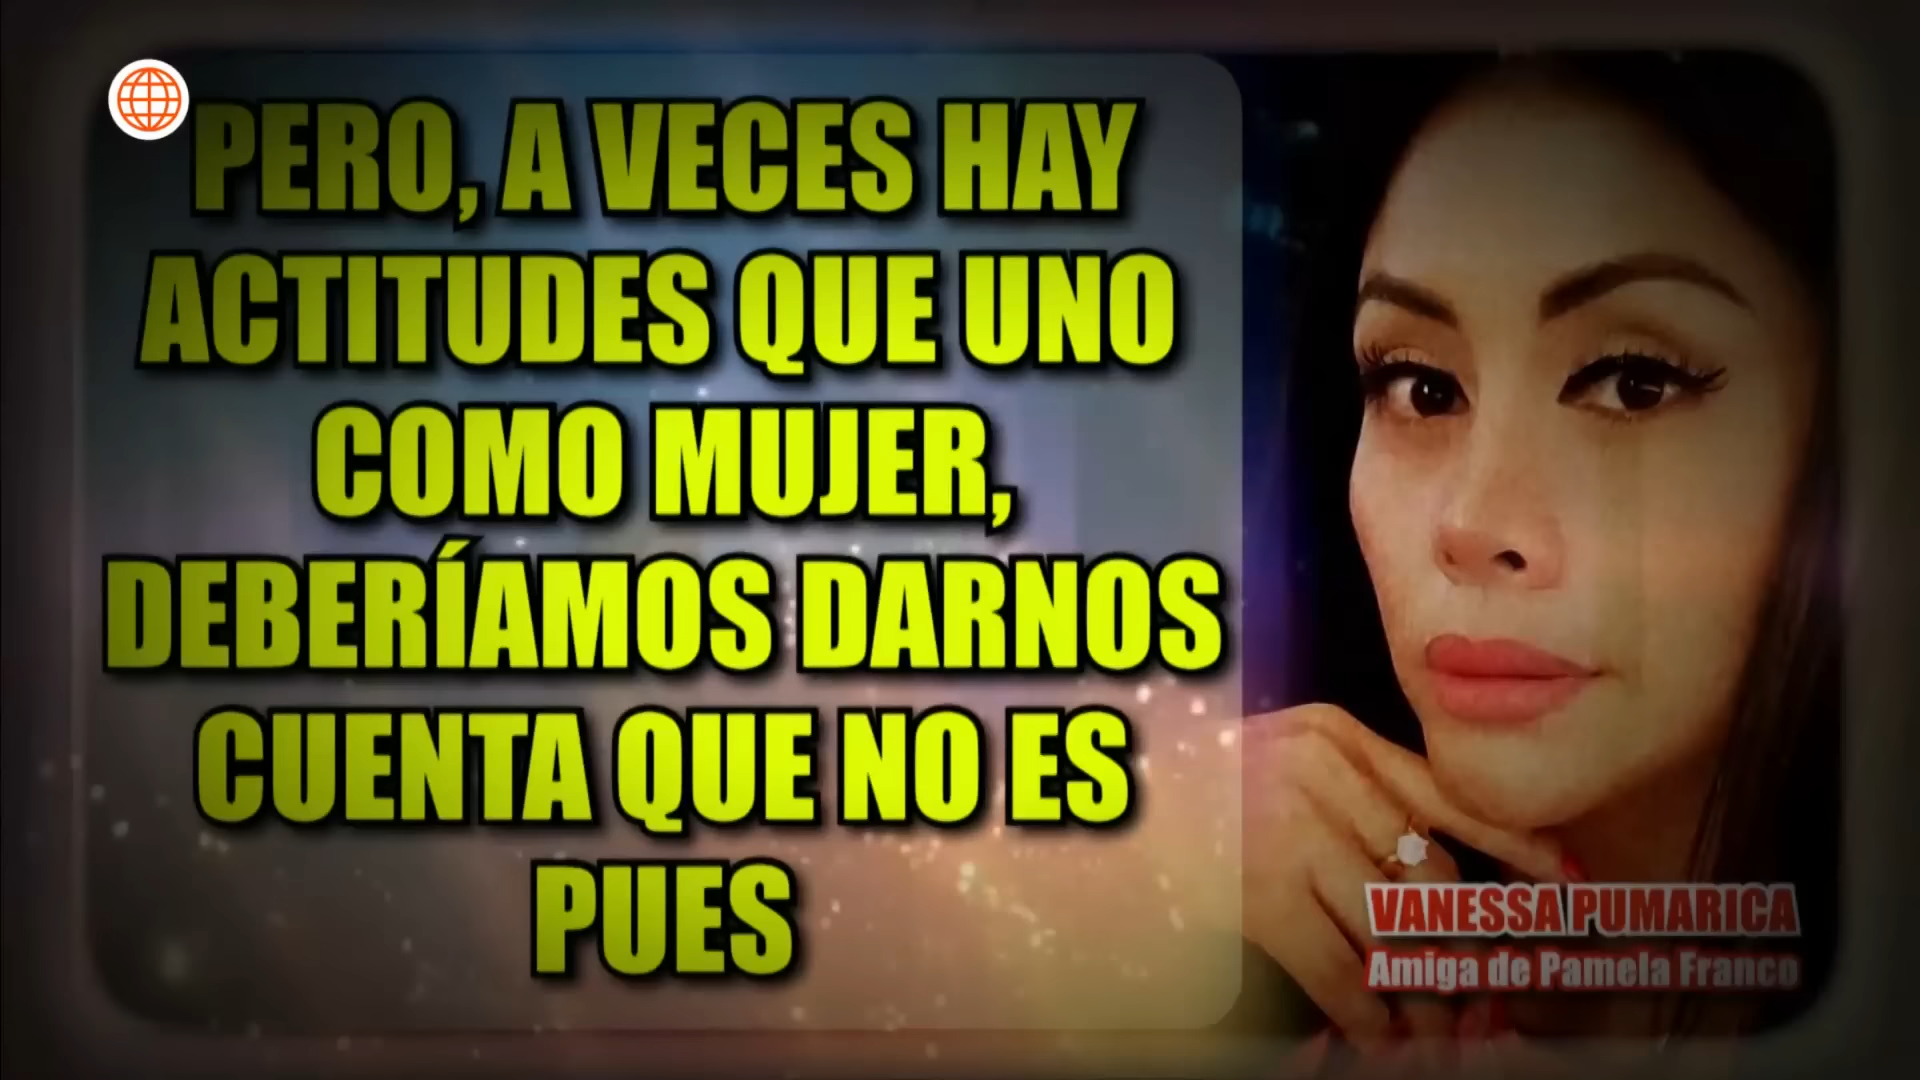 PERO, A VECES HAY
ACTITUDES QUE UNO
COMO MUJER,
DEBERÍAMOS DARNOS
CUENTA QUE NO ES
PUES
VANESSA PUMARICA
Amiga de Pamela Franco